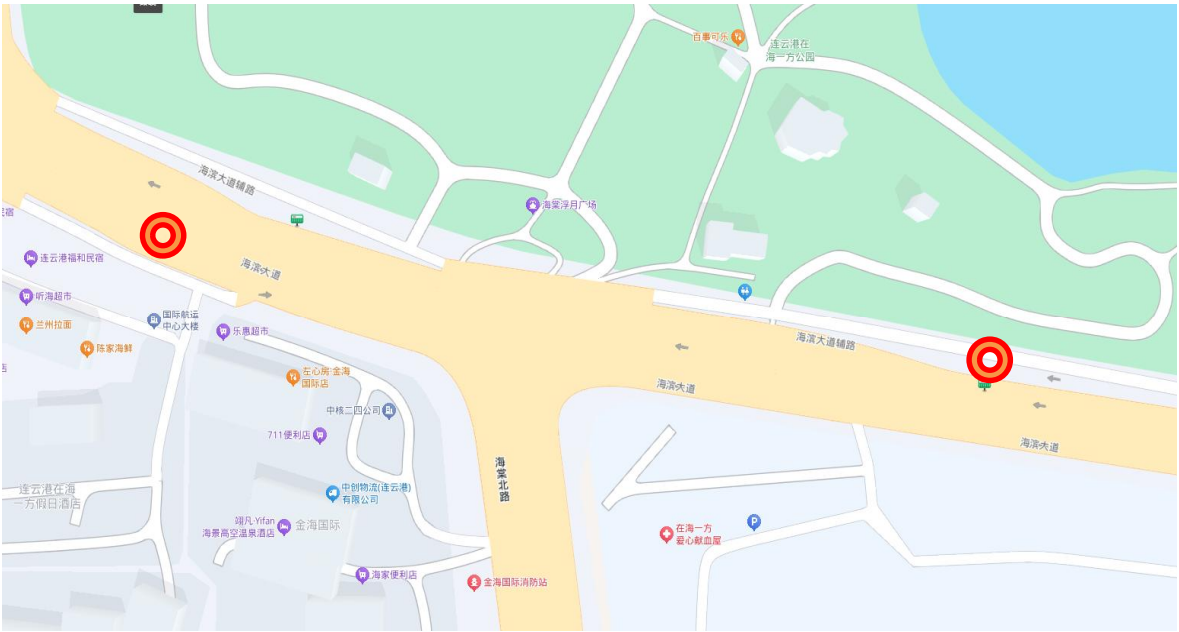 百事可乐
连云港在
海一方公园
海滨大道辅路
海棠浮月广场
民宿
连云港福和民宿
海滨大道
听海超市
国际航运
中心大楼
兰州拉面
乐惠超市
陈家海鲜
海滨大道辅路
店
左心房·金海
国际店
海滨大道
中核二四公司
711便利店
海滨大道
海棠北路
连云港在海
一方假日酒店
中创物流(连云港)
有限公司
翊凡·Yifan
海景高空温泉酒店
金海国际
在海一方
爱心献血屋
P
海家便利店
金海国际消防站